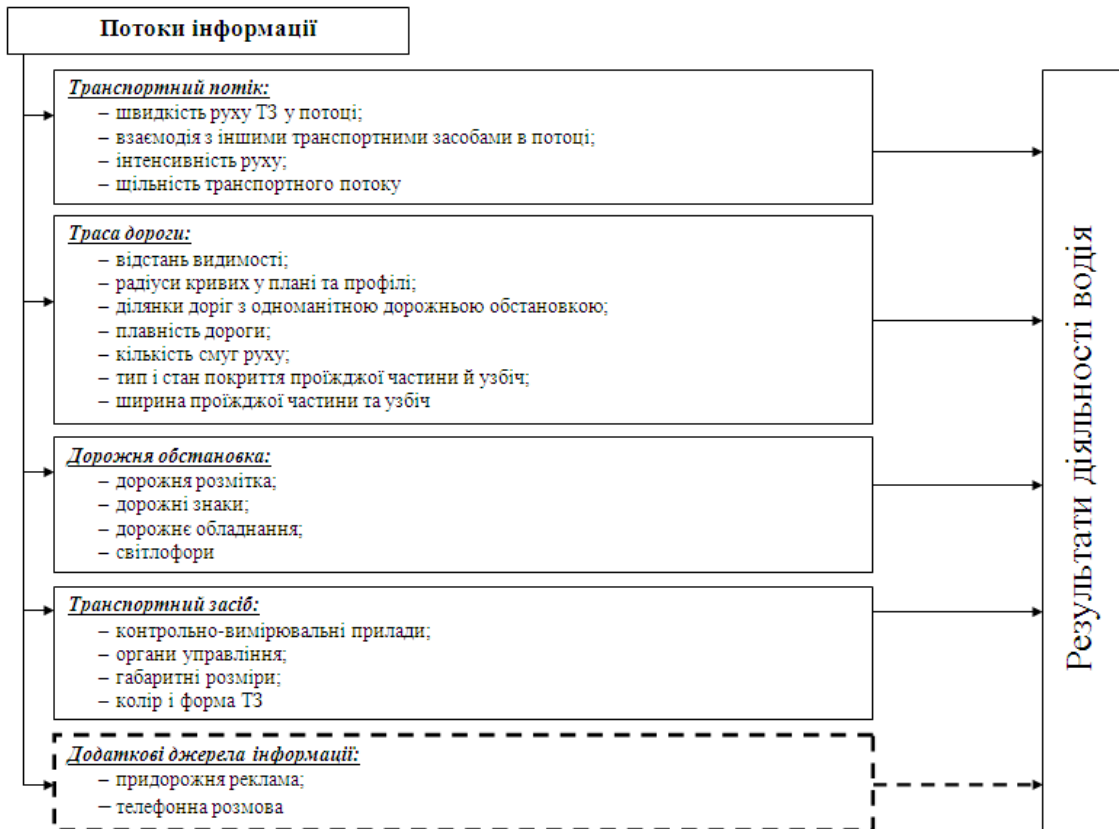 Потоки інформації
Транспортний потік:
– швидкість руху ТЗ у потоці;
– взаємодія з іншими транспортними засобами в потоці;
– інтенсивність руху;
– щільність транспортного потоку
Траса дороги:
– відстань видимості;
– радіуси кривих у плані та профілі;
– ділянки доріг з одноманітною дорожньою обстановкою;
– плавність дороги;
– кількість смуг руху;
– тип і стан покриття проїжджої частини й узбіч;
– ширина проїжджої частини та узбіч
Дорожня обстановка:
– дорожня розмітка;
– дорожні знаки;
– дорожнє обладнання;
– світлофори
Транспортний засіб:
– контрольно-вимірювальні прилади;
– органи управління;
– габаритні розміри;
– колір і форма ТЗ
Додаткові джерела інформації:
– придорожня реклама;
– телефонна розмова
Результати діяльності водія